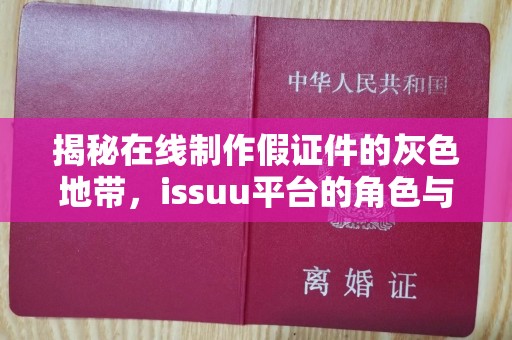 中华人民共和国
揭秘在线制作假证件的灰色
地带，issuu平台的角色与
离婚证